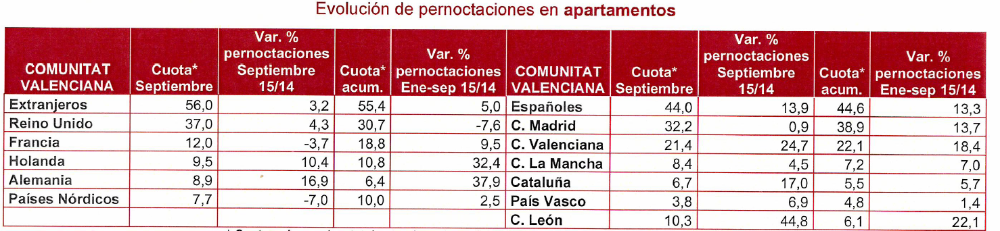 Evolución de pernoctaciones en apartamentos
COMUNITAT VALENCIANA | Cuota* Septiembre | Var. % pernoctaciones Septiembre 15/14 | Cuota* acum. | Var. % pernoctaciones Ene-sep 15/14 | COMUNITAT VALENCIANA | Cuota* Septiembre | Var. % pernoctaciones Septiembre 15/14 | Cuota* acum. | Var. % pernoctaciones Ene-sep 15/14
Extranjeros 56,0 3,2 55,4 5,0 Españoles 44,0 13,9 44,6 13,3
Reino Unido 37,0 4,3 30,7 -7,6 C. Madrid 32,2 0,9 38,9 13,7
Francia 12,0 -3,7 18,8 9,5 C. Valenciana 21,4 24,7 22,1 18,4
Holanda 9,5 10,4 10,8 32,4 C. La Mancha 8,4 4,5 7,2 7,0
Alemania 8,9 16,9 6,4 37,9 Cataluña 6,7 17,0 5,5 5,7
Países Nórdicos 7,7 -7,0 10,0 2,5 País Vasco 3,8 6,9 4,8 1,4
C. León 10,3 44,8 6,1 22,1